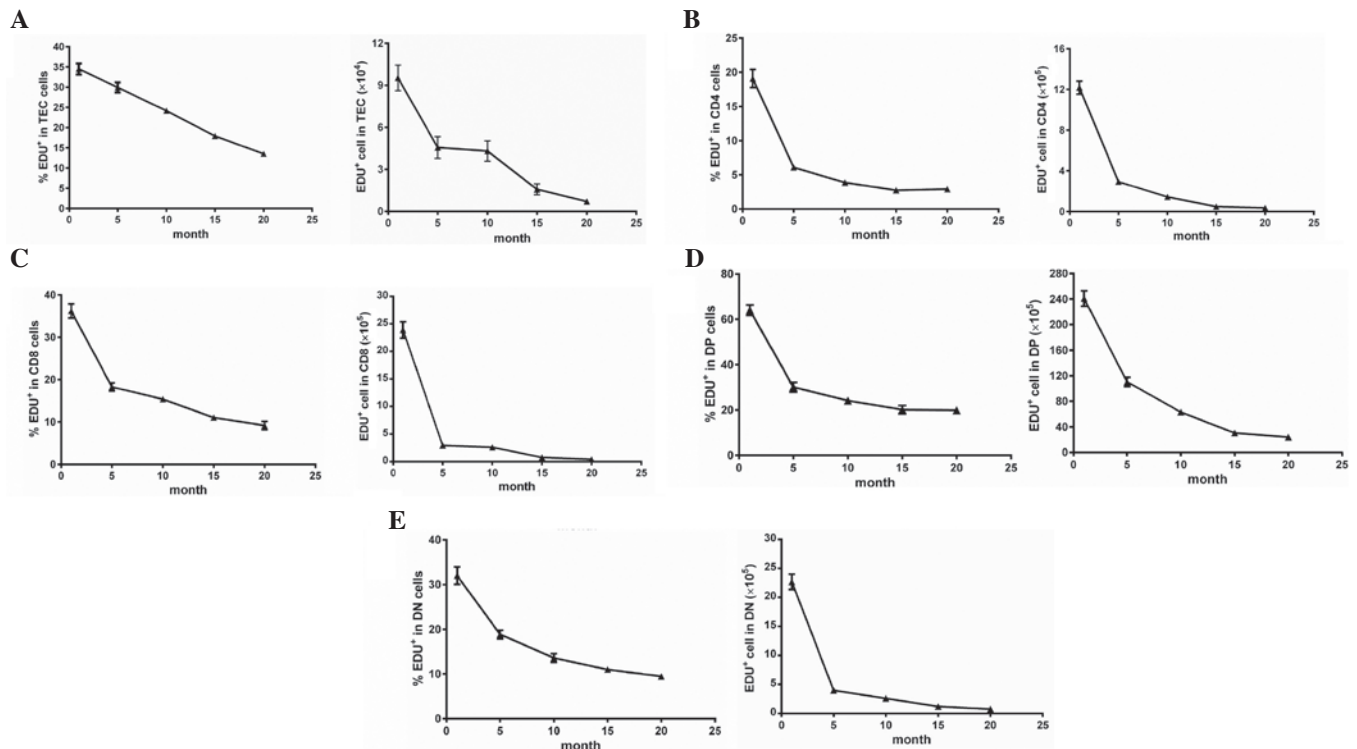 A
% EDU⁺ in TEC cells
40
35
30
25
20
15
10
5
0
0 5 10 15 20 25
month
EDU⁺ cell in TEC (×10⁴)
12
9
6
3
0
0 5 10 15 20 25
month
B
% EDU⁺ in CD4 cells
25
20
15
10
5
0
0 5 10 15 20 25
month
EDU⁺ cell in CD4 (×10⁵)
16
12
8
4
0
0 5 10 15 20 25
month
C
% EDU⁺ in CD8 cells
40
30
20
10
0
0 5 10 15 20 25
month
EDU⁺ cell in CD8 (×10⁵)
30
25
20
15
10
5
0
0 5 10 15 20 25
month
D
% EDU⁺ in DP cells
80
60
40
20
0
0 5 10 15 20 25
month
EDU⁺ cell in DP (×10⁵)
280
240
200
160
120
80
40
0
0 5 10 15 20 25
month
E
% EDU⁺ in DN cells
40
30
20
10
0
0 5 10 15 20 25
month
EDU⁺ cell in DN (×10⁵)
30
25
20
15
10
5
0
0 5 10 15 20 25
month